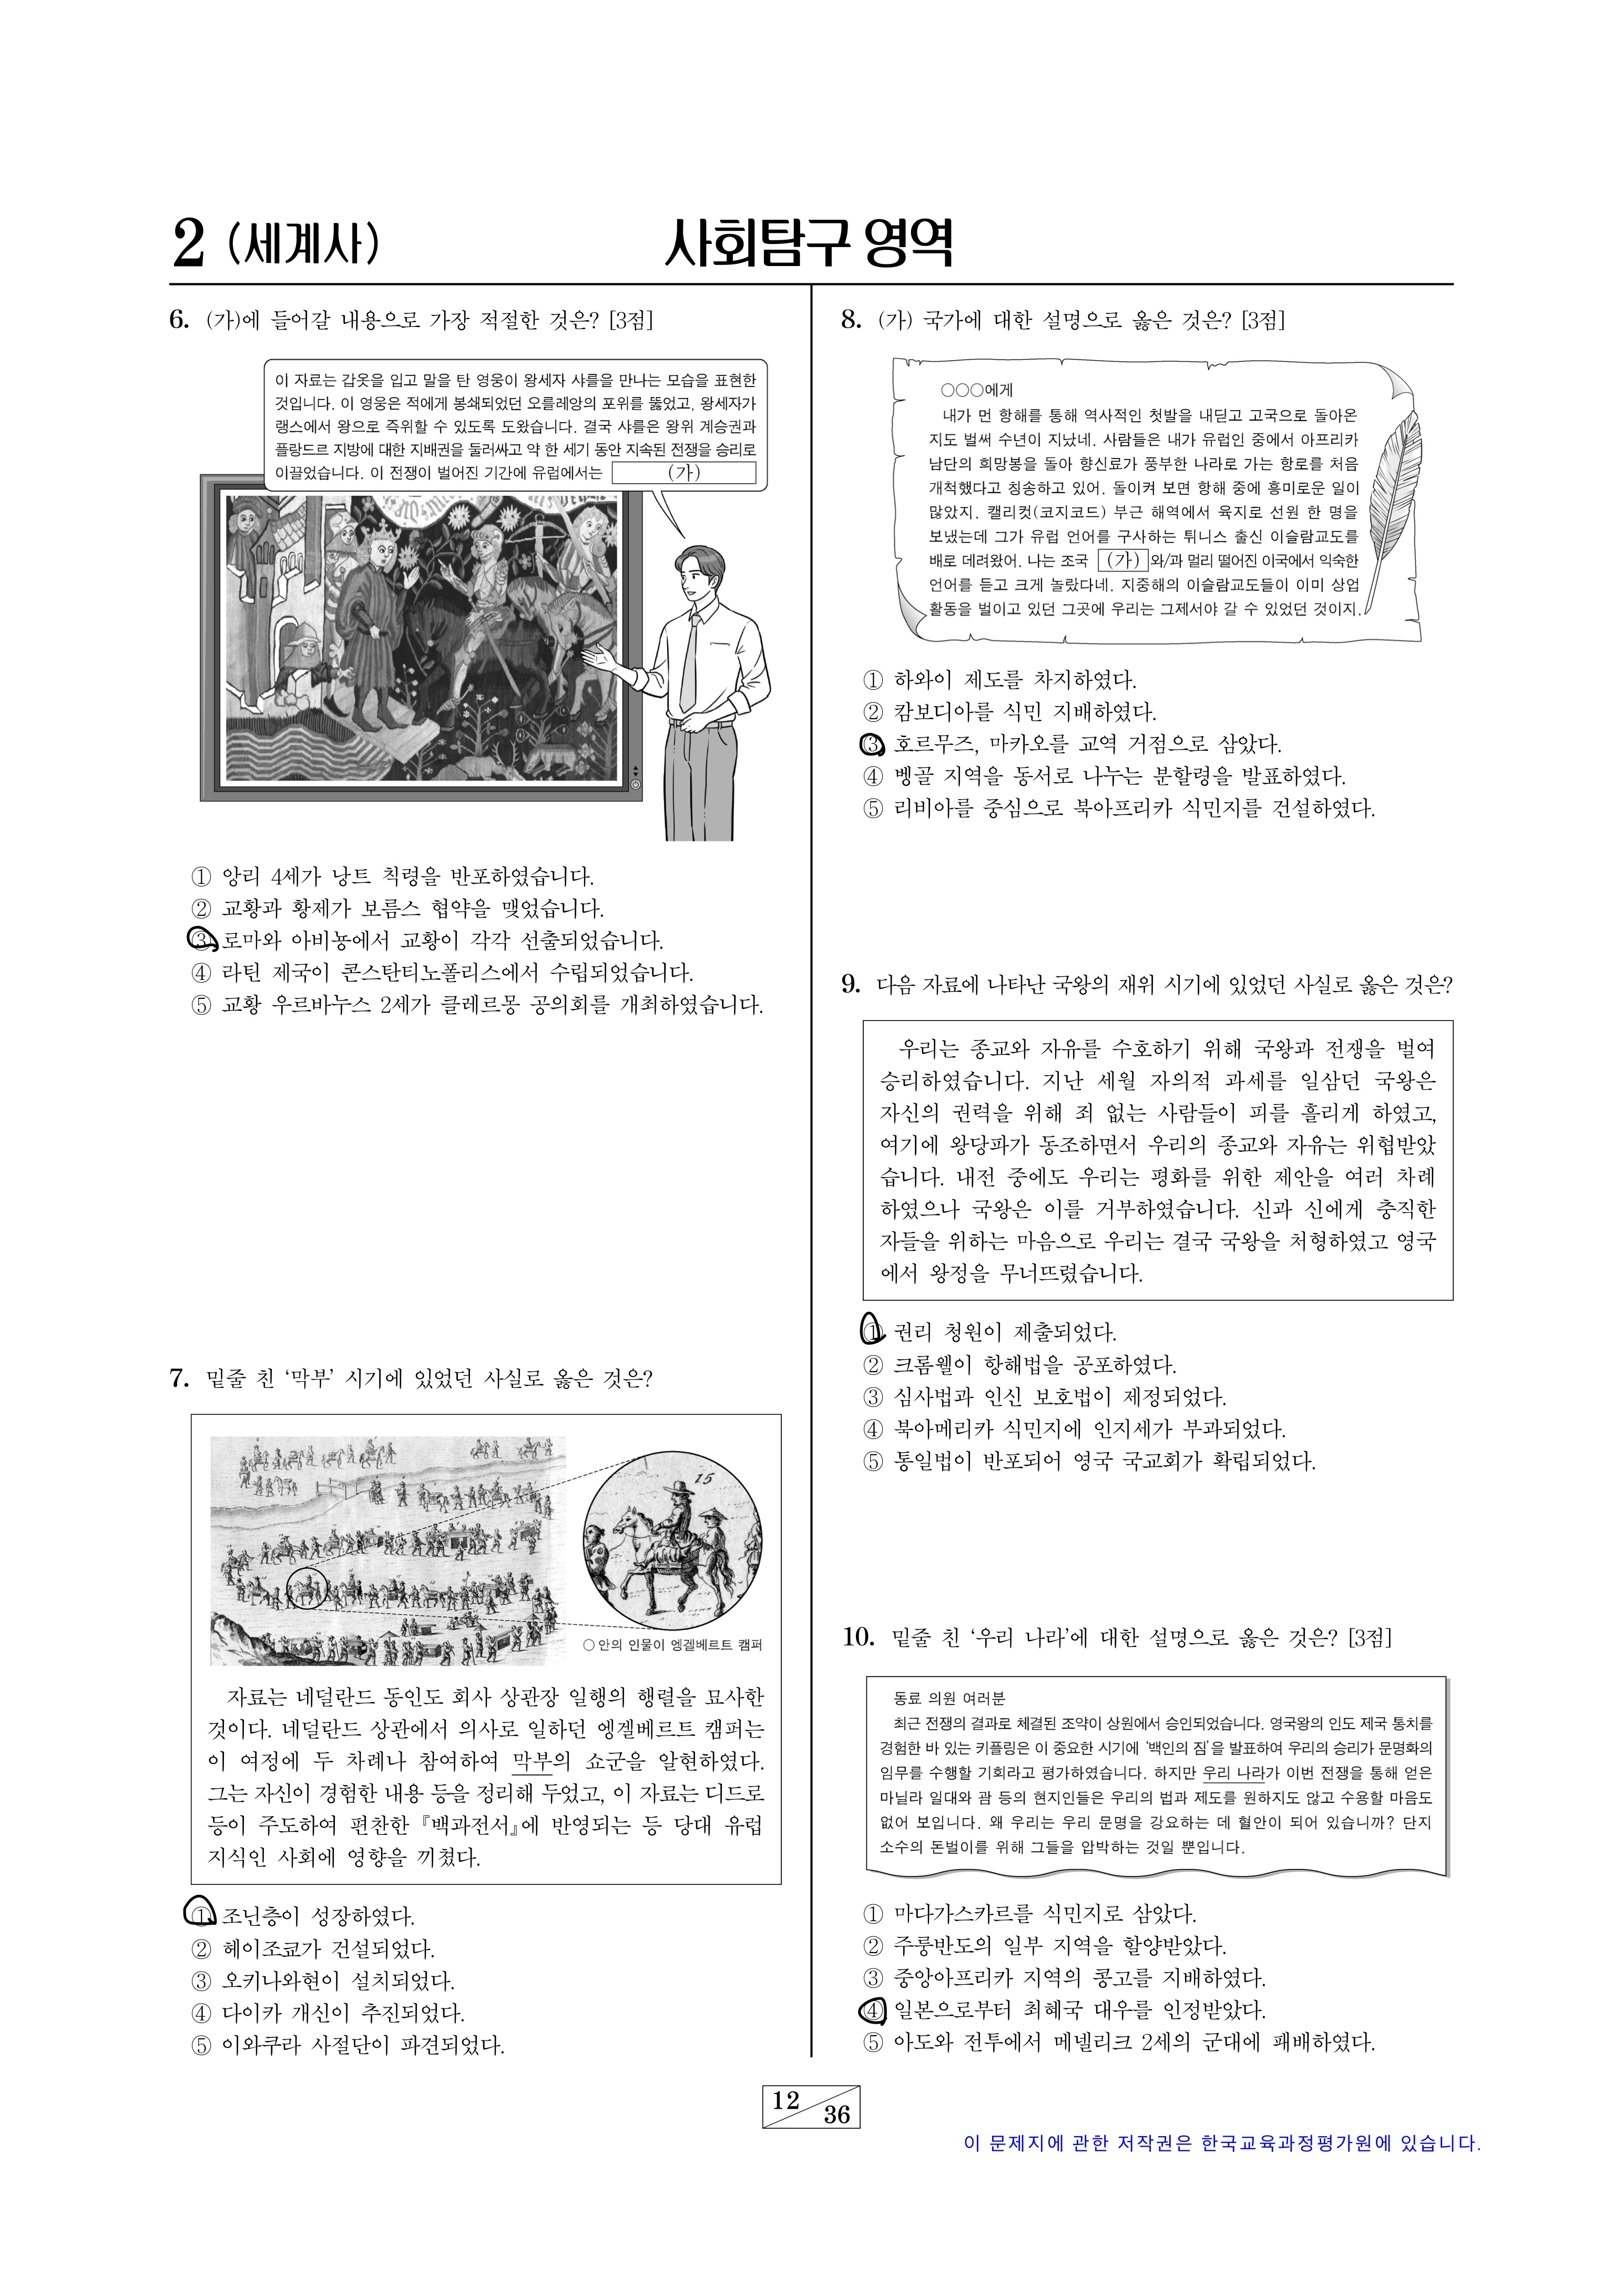 2 (세계사)
사회탐구 영역
6. (가)에 들어갈 내용으로 가장 적절한 것은? [3점]
이 자료는 갑옷을 입고 말을 탄 영웅이 왕세자 샤를을 만나는 모습을 표현한
것입니다. 이 영웅은 적에게 봉쇄되었던 오를레앙의 포위를 뚫었고, 왕세자가
랭스에서 왕으로 즉위할 수 있도록 도왔습니다. 결국 샤를은 왕위 계승권과
플랑드르 지방에 대한 지배권을 둘러싸고 약 한 세기 동안 지속된 전쟁을 승리로
이끌었습니다. 이 전쟁이 벌어진 기간에 유럽에서는 (가)
① 앙리 4세가 낭트 칙령을 반포하였습니다.
② 교황과 황제가 보름스 협약을 맺었습니다.
③ 로마와 아비뇽에서 교황이 각각 선출되었습니다.
④ 라틴 제국이 콘스탄티노폴리스에서 수립되었습니다.
⑤ 교황 우르바누스 2세가 클레르몽 공의회를 개최하였습니다.
7. 밑줄 친 ‘막부’ 시기에 있었던 사실로 옳은 것은?
15
○ 안의 인물이 엥겔베르트 캠퍼
자료는 네덜란드 동인도 회사 상관장 일행의 행렬을 묘사한
것이다. 네덜란드 상관에서 의사로 일하던 엥겔베르트 캠퍼는
이 여정에 두 차례나 참여하여 막부의 쇼군을 알현하였다.
그는 자신이 경험한 내용 등을 정리해 두었고, 이 자료는 디드로
등이 주도하여 편찬한 『백과전서』에 반영되는 등 당대 유럽
지식인 사회에 영향을 끼쳤다.
① 조닌층이 성장하였다.
② 헤이조쿄가 건설되었다.
③ 오키나와현이 설치되었다.
④ 다이카 개신이 추진되었다.
⑤ 이와쿠라 사절단이 파견되었다.
8. (가) 국가에 대한 설명으로 옳은 것은? [3점]
○○○에게
내가 먼 항해를 통해 역사적인 첫발을 내딛고 고국으로 돌아온
지도 벌써 수년이 지났네. 사람들은 내가 유럽인 중에서 아프리카
남단의 희망봉을 돌아 향신료가 풍부한 나라로 가는 항로를 처음
개척했다고 칭송하고 있어. 돌이켜 보면 항해 중에 흥미로운 일이
많았지. 캘리컷(코지코드) 부근 해역에서 육지로 선원 한 명을
보냈는데 그가 유럽 언어를 구사하는 튀니스 출신 이슬람교도를
배로 데려왔어. 나는 조국 (가) 와/과 멀리 떨어진 이국에서 익숙한
언어를 듣고 크게 놀랐다네. 지중해의 이슬람교도들이 이미 상업
활동을 벌이고 있던 그곳에 우리는 그제서야 갈 수 있었던 것이지.
① 하와이 제도를 차지하였다.
② 캄보디아를 식민 지배하였다.
③ 호르무즈, 마카오를 교역 거점으로 삼았다.
④ 벵골 지역을 동서로 나누는 분할령을 발표하였다.
⑤ 리비아를 중심으로 북아프리카 식민지를 건설하였다.
9. 다음 자료에 나타난 국왕의 재위 시기에 있었던 사실로 옳은 것은?
우리는 종교와 자유를 수호하기 위해 국왕과 전쟁을 벌여
승리하였습니다. 지난 세월 자의적 과세를 일삼던 국왕은
자신의 권력을 위해 죄 없는 사람들이 피를 흘리게 하였고,
여기에 왕당파가 동조하면서 우리의 종교와 자유는 위협받았
습니다. 내전 중에도 우리는 평화를 위한 제안을 여러 차례
하였으나 국왕은 이를 거부하였습니다. 신과 신에게 충직한
자들을 위하는 마음으로 우리는 결국 국왕을 처형하였고 영국
에서 왕정을 무너뜨렸습니다.
① 권리 청원이 제출되었다.
② 크롬웰이 항해법을 공포하였다.
③ 심사법과 인신 보호법이 제정되었다.
④ 북아메리카 식민지에 인지세가 부과되었다.
⑤ 통일법이 반포되어 영국 국교회가 확립되었다.
10. 밑줄 친 ‘우리 나라’에 대한 설명으로 옳은 것은? [3점]
동료 의원 여러분
최근 전쟁의 결과로 체결된 조약이 상원에서 승인되었습니다. 영국왕의 인도 제국 통치를
경험한 바 있는 키플링은 이 중요한 시기에 ‘백인의 짐’을 발표하여 우리의 승리가 문명화의
임무를 수행할 기회라고 평가하였습니다. 하지만 우리 나라가 이번 전쟁을 통해 얻은
마닐라 일대와 괌 등의 현지인들은 우리의 법과 제도를 원하지도 않고 수용할 마음도
없어 보입니다. 왜 우리는 우리 문명을 강요하는 데 혈안이 되어 있습니까? 단지
소수의 돈벌이를 위해 그들을 압박하는 것일 뿐입니다.
① 마다가스카르를 식민지로 삼았다.
② 주룽반도의 일부 지역을 할양받았다.
③ 중앙아프리카 지역의 콩고를 지배하였다.
④ 일본으로부터 최혜국 대우를 인정받았다.
⑤ 아도와 전투에서 메넬리크 2세의 군대에 패배하였다.
12
36
이 문제지에 관한 저작권은 한국교육과정평가원에 있습니다.